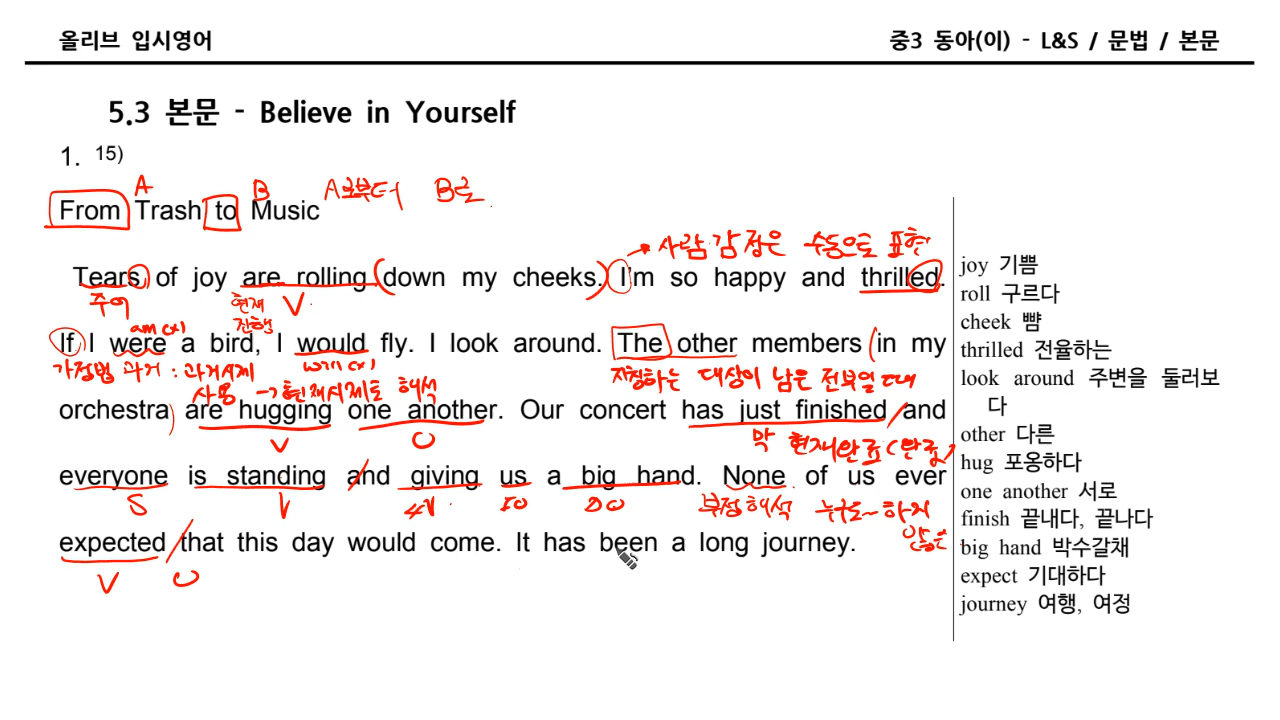 올리브 입시영어
중3 동아(이) - L&S / 문법 / 본문
5.3 본문 - Believe in Yourself
1. 15)
A B A로부터 B로
From Trash to Music
사람 감정은 수동으로 표현
Tears of joy are rolling down my cheeks. I'm so happy and thrilled.
주어 현재 진행 V
am(x)
If I were a bird, I would fly. I look around. The other members in my
가정법 과거 : 과거시제 will(x) 지칭하는 대상이 남은 전부일 때
사용 → 현재시제로 해석
orchestra are hugging one another. Our concert has just finished and
V O 막 현재완료(완료)
everyone is standing and giving us a big hand. None of us ever
S V V IO DO 부정해석 누구도~하지
않은
expected that this day would come. It has been a long journey.
V O
joy 기쁨
roll 구르다
cheek 뺨
thrilled 전율하는
look around 주변을 둘러보
다
other 다른
hug 포옹하다
one another 서로
finish 끝내다, 끝나다
big hand 박수갈채
expect 기대하다
journey 여행, 여정